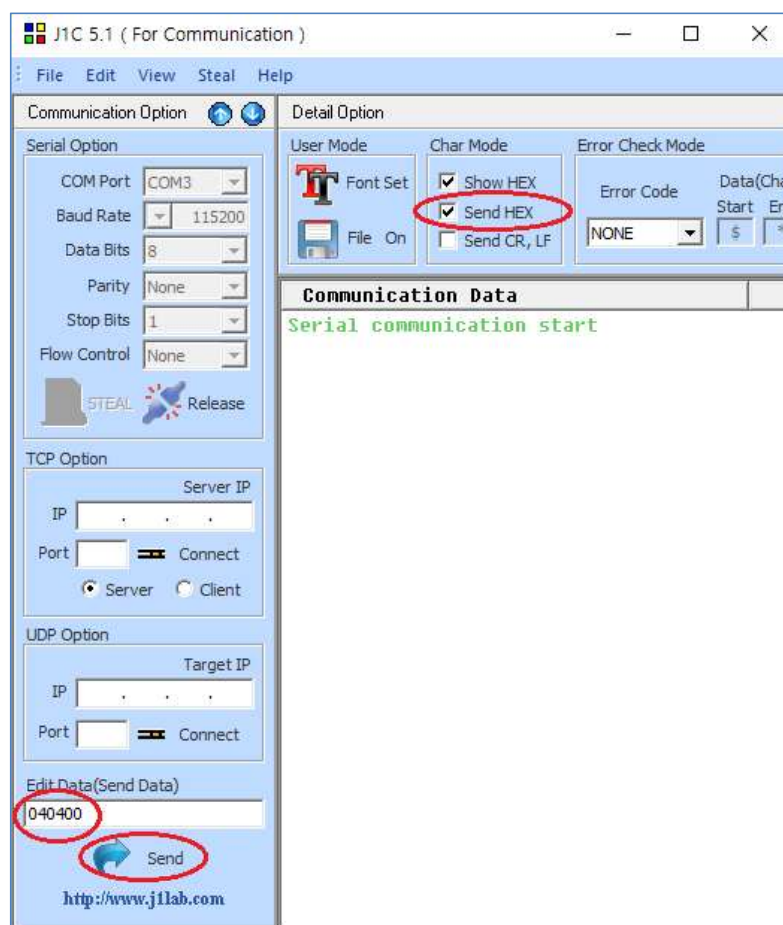 J1C 5.1 ( For Communication )
File Edit View Steal Help
Communication Option
Serial Option
COM Port COM3
Baud Rate 115200
Data Bits 8
Parity None
Stop Bits 1
Flow Control None
STEAL Release
TCP Option
Server IP
IP . . .
Port Connect
Server Client
UDP Option
Target IP
IP . . .
Port Connect
Edit Data(Send Data)
040400
Send
http://www.j1lab.com
Detail Option
User Mode
Font Set
File On
Char Mode
Show HEX
Send HEX
Send CR, LF
Error Check Mode
Error Code
NONE
Data(Cha
Start
$
Communication Data
Serial communication start